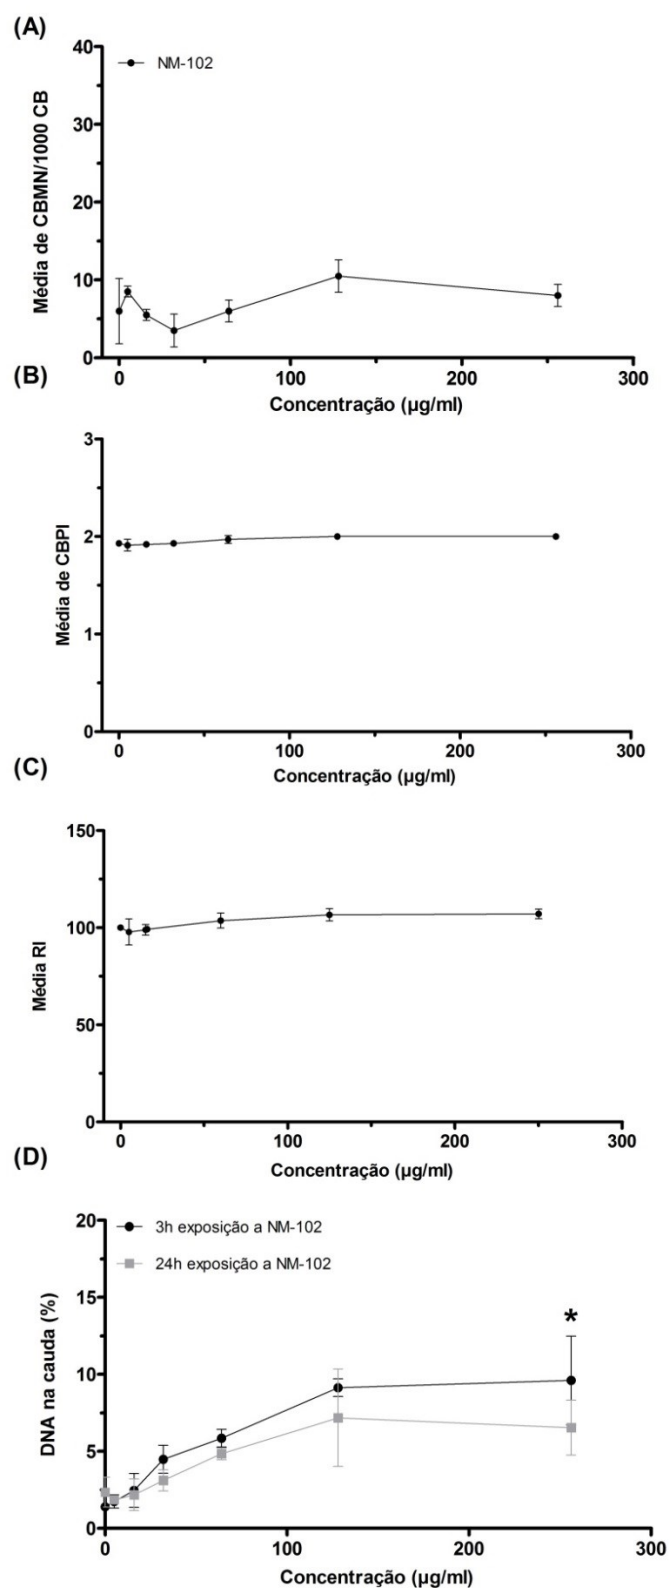 (A)
40
30
20
10
0
Média de CBMN/1000 CB
NM-102
0 100 200 300
Concentração (µg/ml)
(B)
3
2
1
0
Média de CBPI
0 100 200 300
Concentração (µg/ml)
(C)
150
100
50
0
Média RI
0 100 200 300
Concentração (µg/ml)
(D)
20
15
10
5
0
DNA na cauda (%)
3h exposição a NM-102
24h exposição a NM-102
*
0 100 200 300
Concentração (µg/ml)